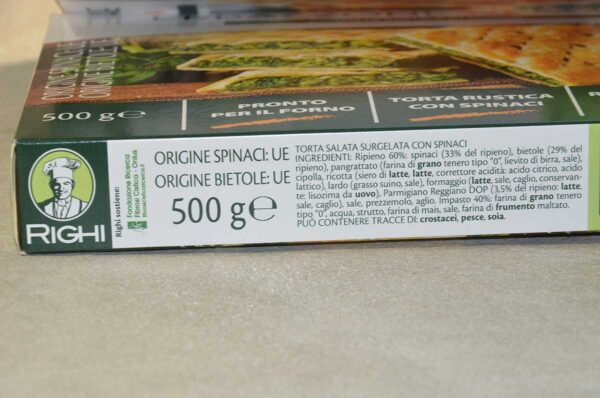 500 g e
PRONTO
PER IL FORNO
TORTA RUSTICA
CON SPINACI
RIGHI
Righi sostiene:
Fondazione Ricerca
Fibrosi Cistica - Onlus
ORIGINE SPINACI: UE
ORIGINE BIETOLE: UE
500 g e
TORTA SALATA SURGELATA CON SPINACI
INGREDIENTI: Ripieno 60%: spinaci (33% del ripieno), bietole (29% del
ripieno), pangrattato (farina di grano tenero tipo "0", lievito di birra, sale),
cipolla, ricotta (siero di latte, latte, correttore acidità: acido citrico, acido
lattico), lardo (grasso suino, sale), formaggio (latte, sale, caglio, conservan-
te: lisozima da uovo), Parmigiano Reggiano DOP (3,5% del ripieno: latte,
sale, caglio), sale, prezzemolo, aglio. Impasto 40%: farina di grano tenero
tipo "0", acqua, strutto, farina di mais, sale, farina di frumento maltato.
PUÒ CONTENERE TRACCE DI: crostacei, pesce, soia.